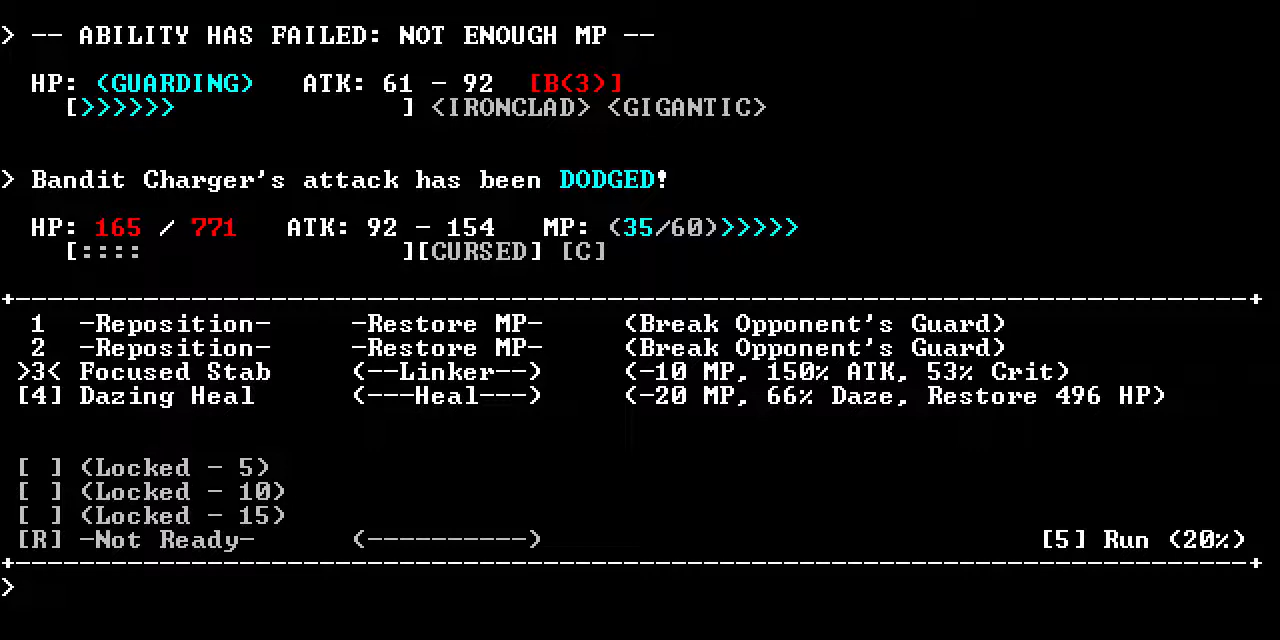 > -- ABILITY HAS FAILED: NOT ENOUGH MP --
HP: (GUARDING)   ATK: 61 - 92  [B(3)]
[>>>>>>              ] <IRONCLAD> <GIGANTIC>
> Bandit Charger's attack has been DODGED!
HP: 165 / 771   ATK: 92 - 154   MP: (35/60)>>>>>
[::::                ][CURSED] [C]
+------------------------------------------------------------------------------+
1  -Reposition-     -Restore MP-     (Break Opponent's Guard)
2  -Reposition-     -Restore MP-     (Break Opponent's Guard)
>3< Focused Stab     (--Linker--)     (-10 MP, 150% ATK, 53% Crit)
[4] Dazing Heal      (---Heal---)     (-20 MP, 66% Daze, Restore 496 HP)
[ ] (Locked - 5)
[ ] (Locked - 10)
[ ] (Locked - 15)
[R] -Not Ready-      (----------)                               [5] Run (20%)
+------------------------------------------------------------------------------+
>